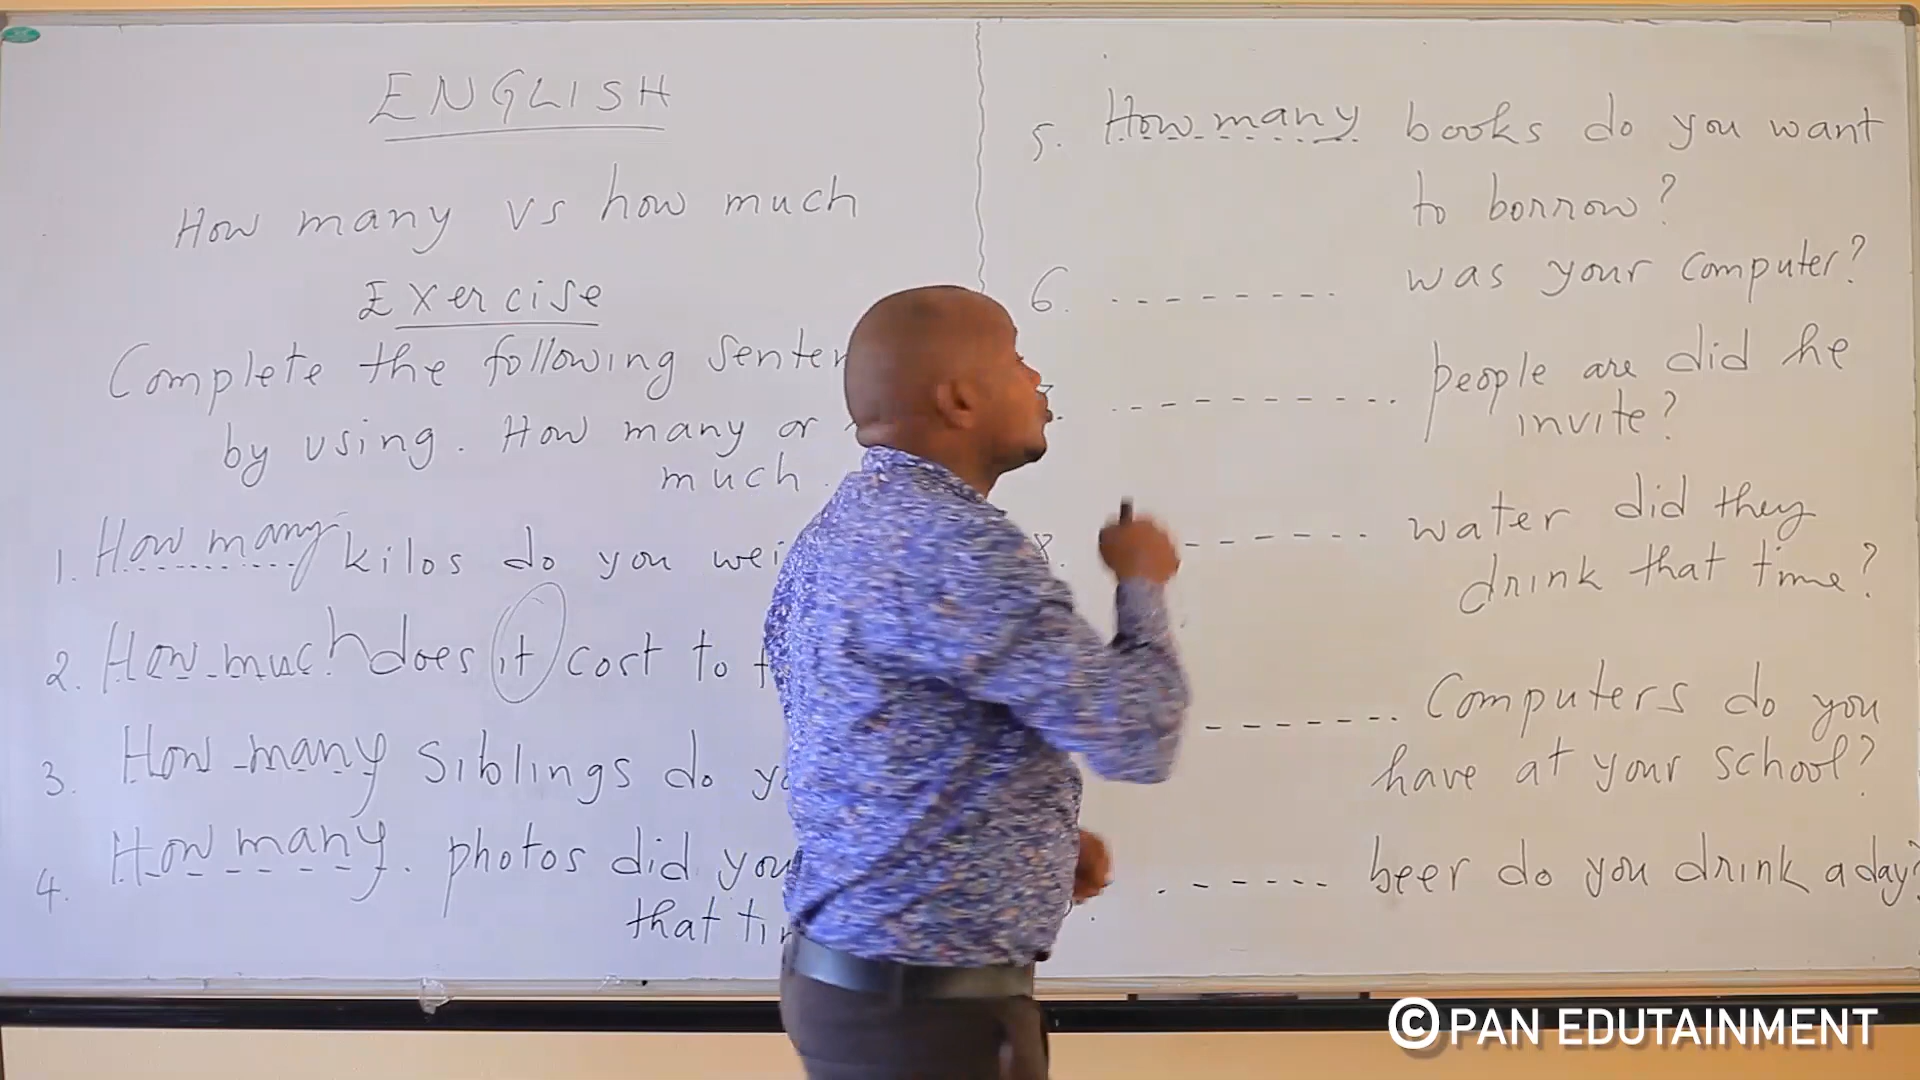 ENGLISH
How many vs how much
Exercise
Complete the following
by using. How many or
much.
1. How many kilos do you
2. How much does it cost to
3. How many siblings do
4. How many. photos did you
that
5. How many books do you want
to borrow?
6. -------- was your computer?
----------- people are did he
invite?
8. ------- water did they
drink that time?
------- computers do you
have at your school?
------- beer do you drink a day?
© PAN EDUTAINMENT